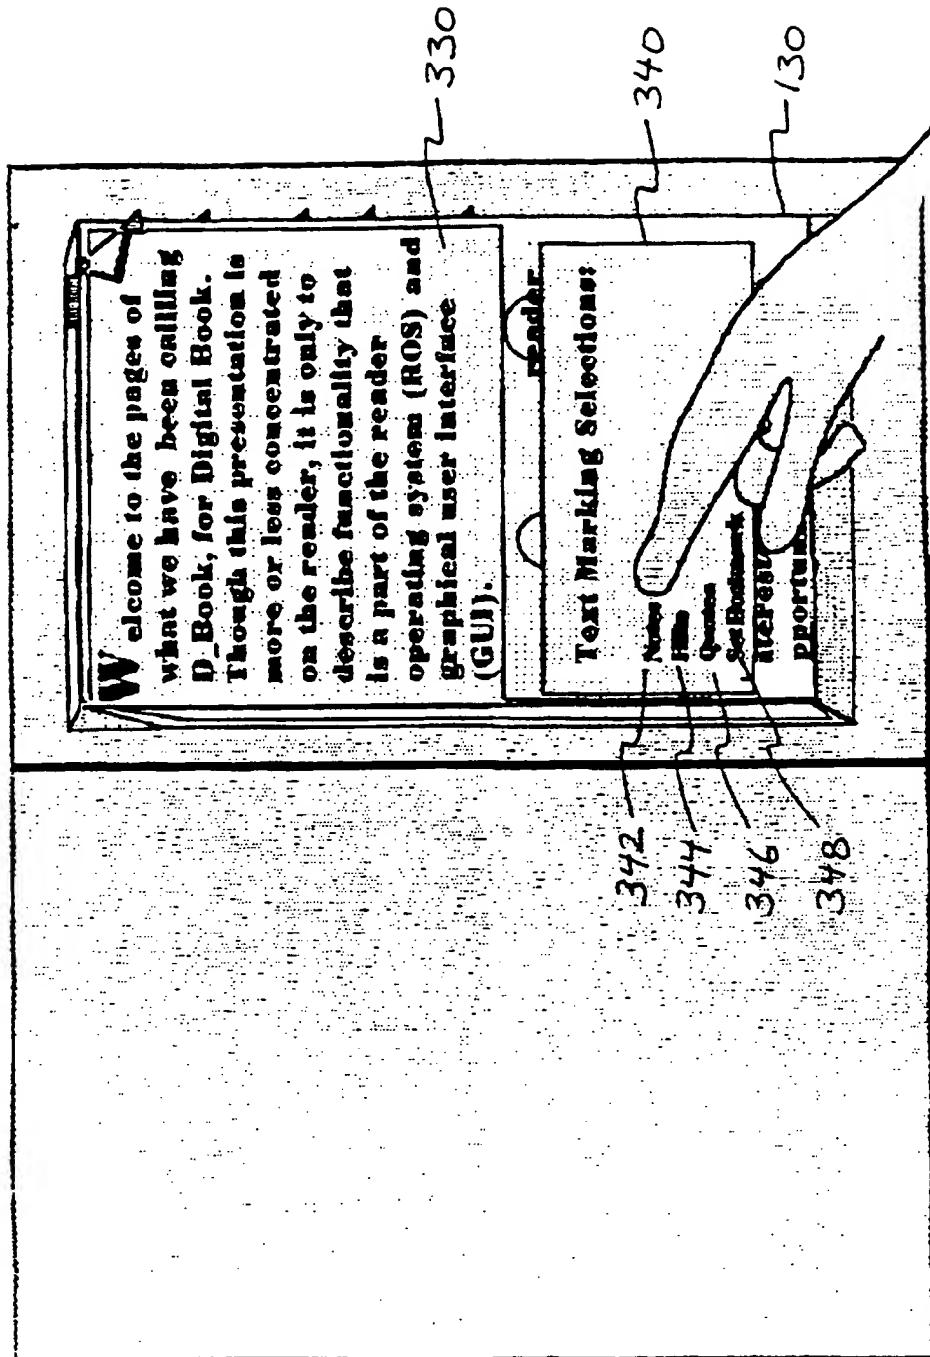 Welcome to the pages of
what we have been callling
D_Book, for Digital Book.
Though this presentation is
more or less concentrated
on the reader, it is only to
describe functionality that
is a part of the reader
operating system (ROS) and
graphical user interface
(GUI).
330
reader
Text Marking Selections:
340
342 Notes
344
346 Quotes
348 Set Bookmark
130